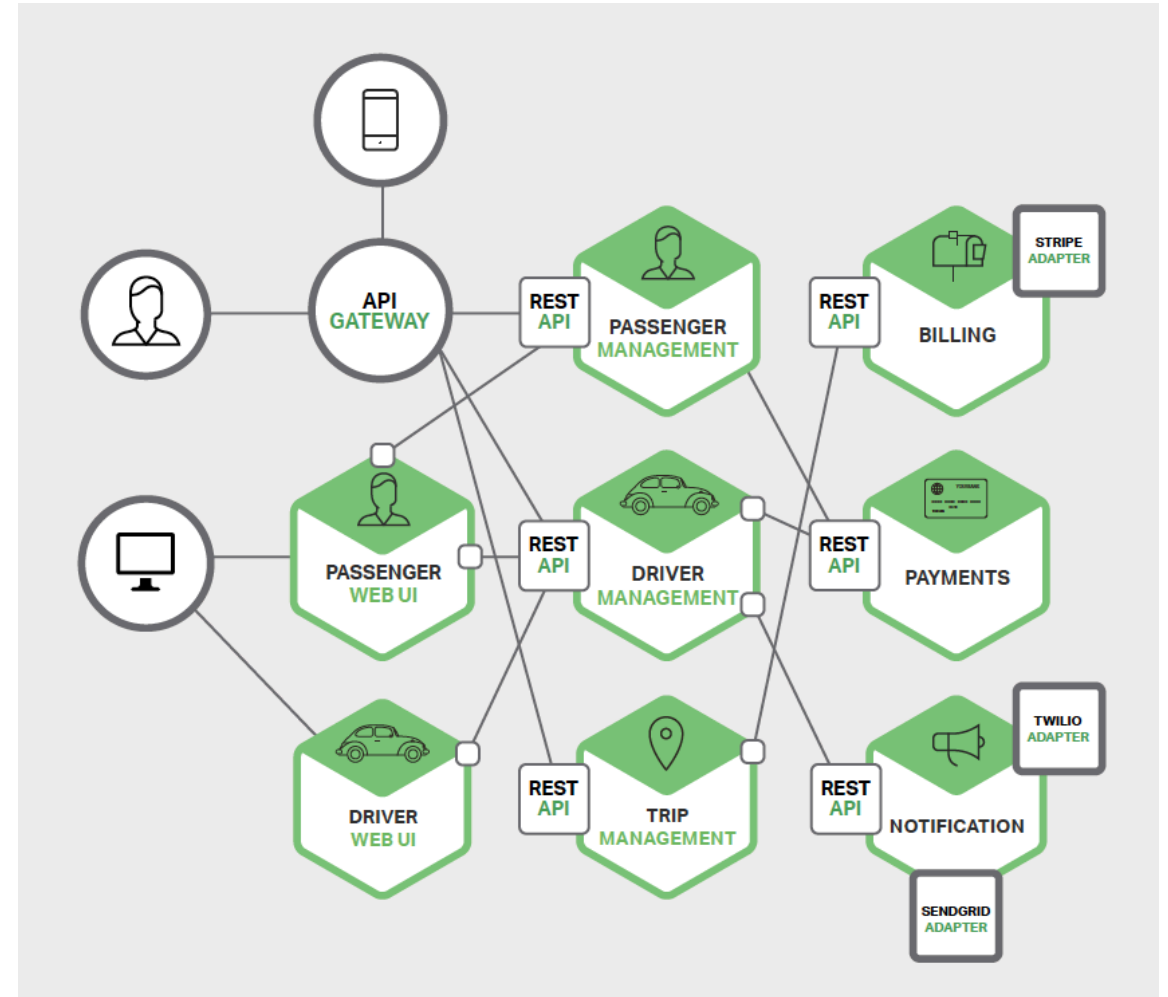 API
GATEWAY
REST
API
PASSENGER
MANAGEMENT
REST
API
BILLING
STRIPE
ADAPTER
PASSENGER
WEB UI
REST
API
DRIVER
MANAGEMENT
REST
API
PAYMENTS
DRIVER
WEB UI
REST
API
TRIP
MANAGEMENT
REST
API
NOTIFICATION
TWILIO
ADAPTER
SENDGRID
ADAPTER